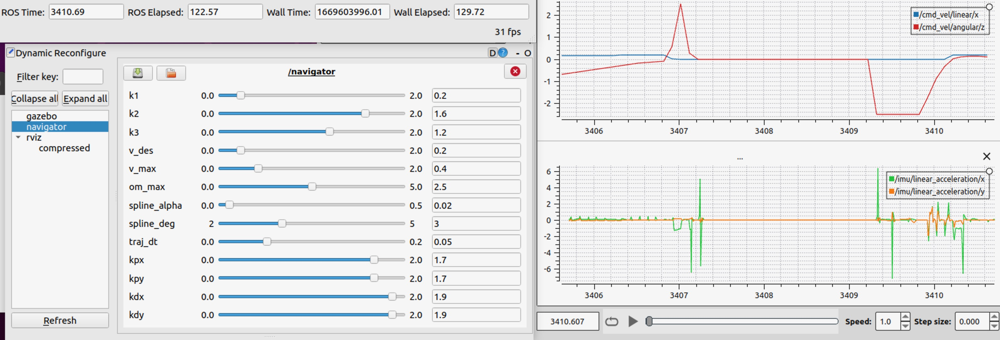 ROS Time: 3410.69 ROS Elapsed: 122.57 Wall Time: 1669603996.01 Wall Elapsed: 129.72
31 fps
Dynamic Reconfigure D ? - O
Filter key:
Collapse all Expand all
gazebo
navigator
rviz
compressed
Refresh
/navigator
k1 0.0 2.0 0.2
k2 0.0 2.0 1.6
k3 0.0 2.0 1.2
v_des 0.0 2.0 0.2
v_max 0.0 2.0 0.4
om_max 0.0 5.0 2.5
spline_alpha 0.0 0.5 0.02
spline_deg 2 5 3
traj_dt 0.0 0.2 0.05
kpx 0.0 2.0 1.7
kpy 0.0 2.0 1.7
kdx 0.0 2.0 1.9
kdy 0.0 2.0 1.9
/cmd_vel/linear/x
/cmd_vel/angular/z
2
1
0
-1
-2
3406 3407 3408 3409 3410
...
/imu/linear_acceleration/x
/imu/linear_acceleration/y
6
4
2
0
-2
-4
-6
3406 3407 3408 3409 3410
3410.607 Speed: 1.0 Step size: 0.000